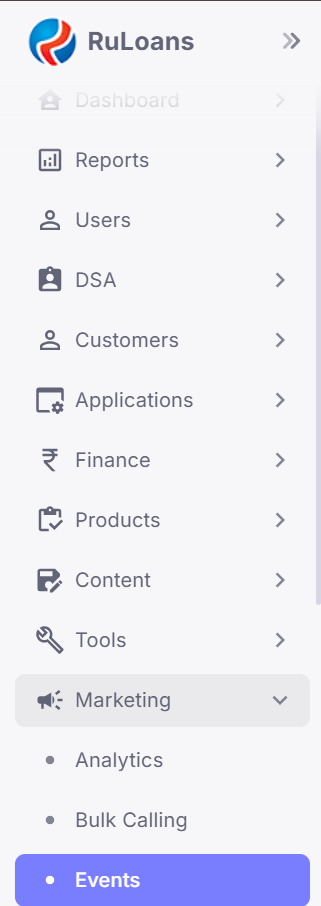 RuLoans
Dashboard
Reports
Users
DSA
Customers
Applications
Finance
Products
Content
Tools
Marketing
Analytics
Bulk Calling
Events